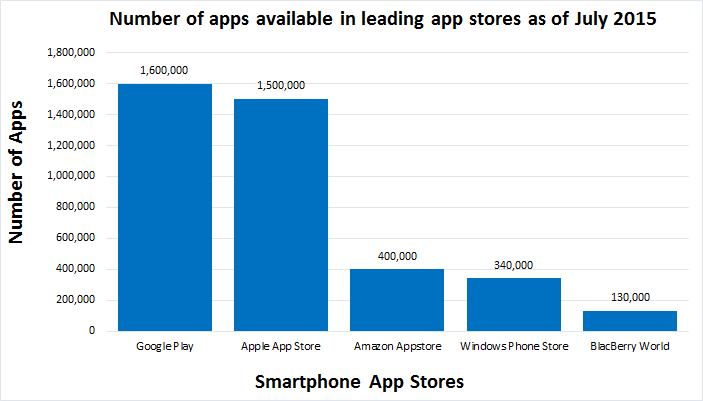 Number of apps available in leading app stores as of July 2015
1,800,000
1,600,000
1,400,000
1,200,000
1,000,000
800,000
600,000
400,000
200,000
0
Number of Apps
1,600,000
1,500,000
400,000
340,000
130,000
Google Play
Apple App Store
Amazon Appstore
Windows Phone Store
BlacBerry World
Smartphone App Stores